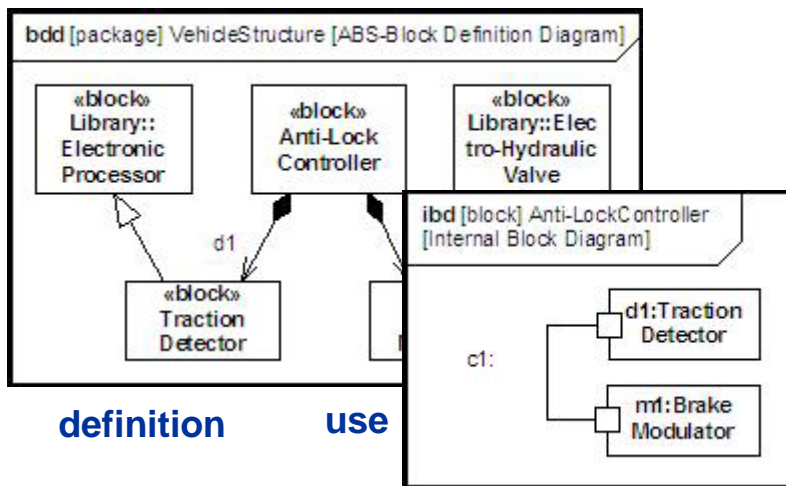 bdd [package] VehicleStructure [ABS-Block Definition Diagram]
«block»
Library::
Electronic
Processor
«block»
Anti-Lock
Controller
«block»
Library::Elec
tro-Hydraulic
Valve
d1
«block»
Traction
Detector
ibd [block] Anti-LockController
[Internal Block Diagram]
d1:Traction
Detector
c1:
m1:Brake
Modulator
definition
use